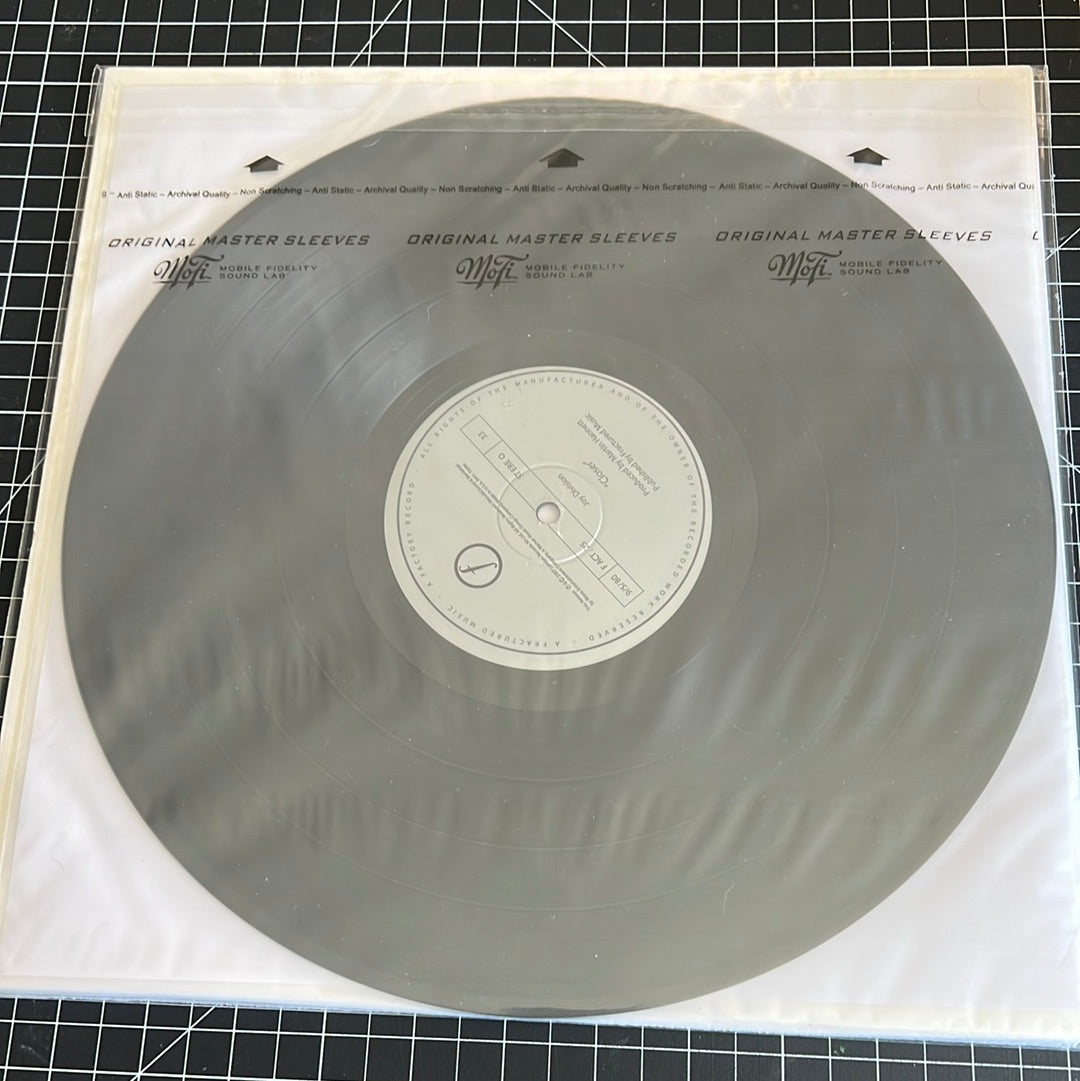 g – Anti Static – Archival Quality – Non Scratching – Anti Static – Archival Quality – Non Scratching – Anti Static – Archival Quality – Non Scratching – Anti Static – Archival Qua
ORIGINAL MASTER SLEEVES ORIGINAL MASTER SLEEVES ORIGINAL MASTER SLEEVES
MoFi MOBILE FIDELITY SOUND LAB MoFi MOBILE FIDELITY SOUND LAB MoFi MOBILE FIDELITY SOUND LAB
· ALL RIGHTS OF THE MANUFACTURER AND OF THE OWNER OF THE RECORDED WORK RESERVED · A FRACTURED MUSIC · A FACTORY RECORD
f
9/5/80 FACT. 25 STEREO 33
Joy Division
"Closer"
Produced by Martin Hannett
Published by Fractured Music